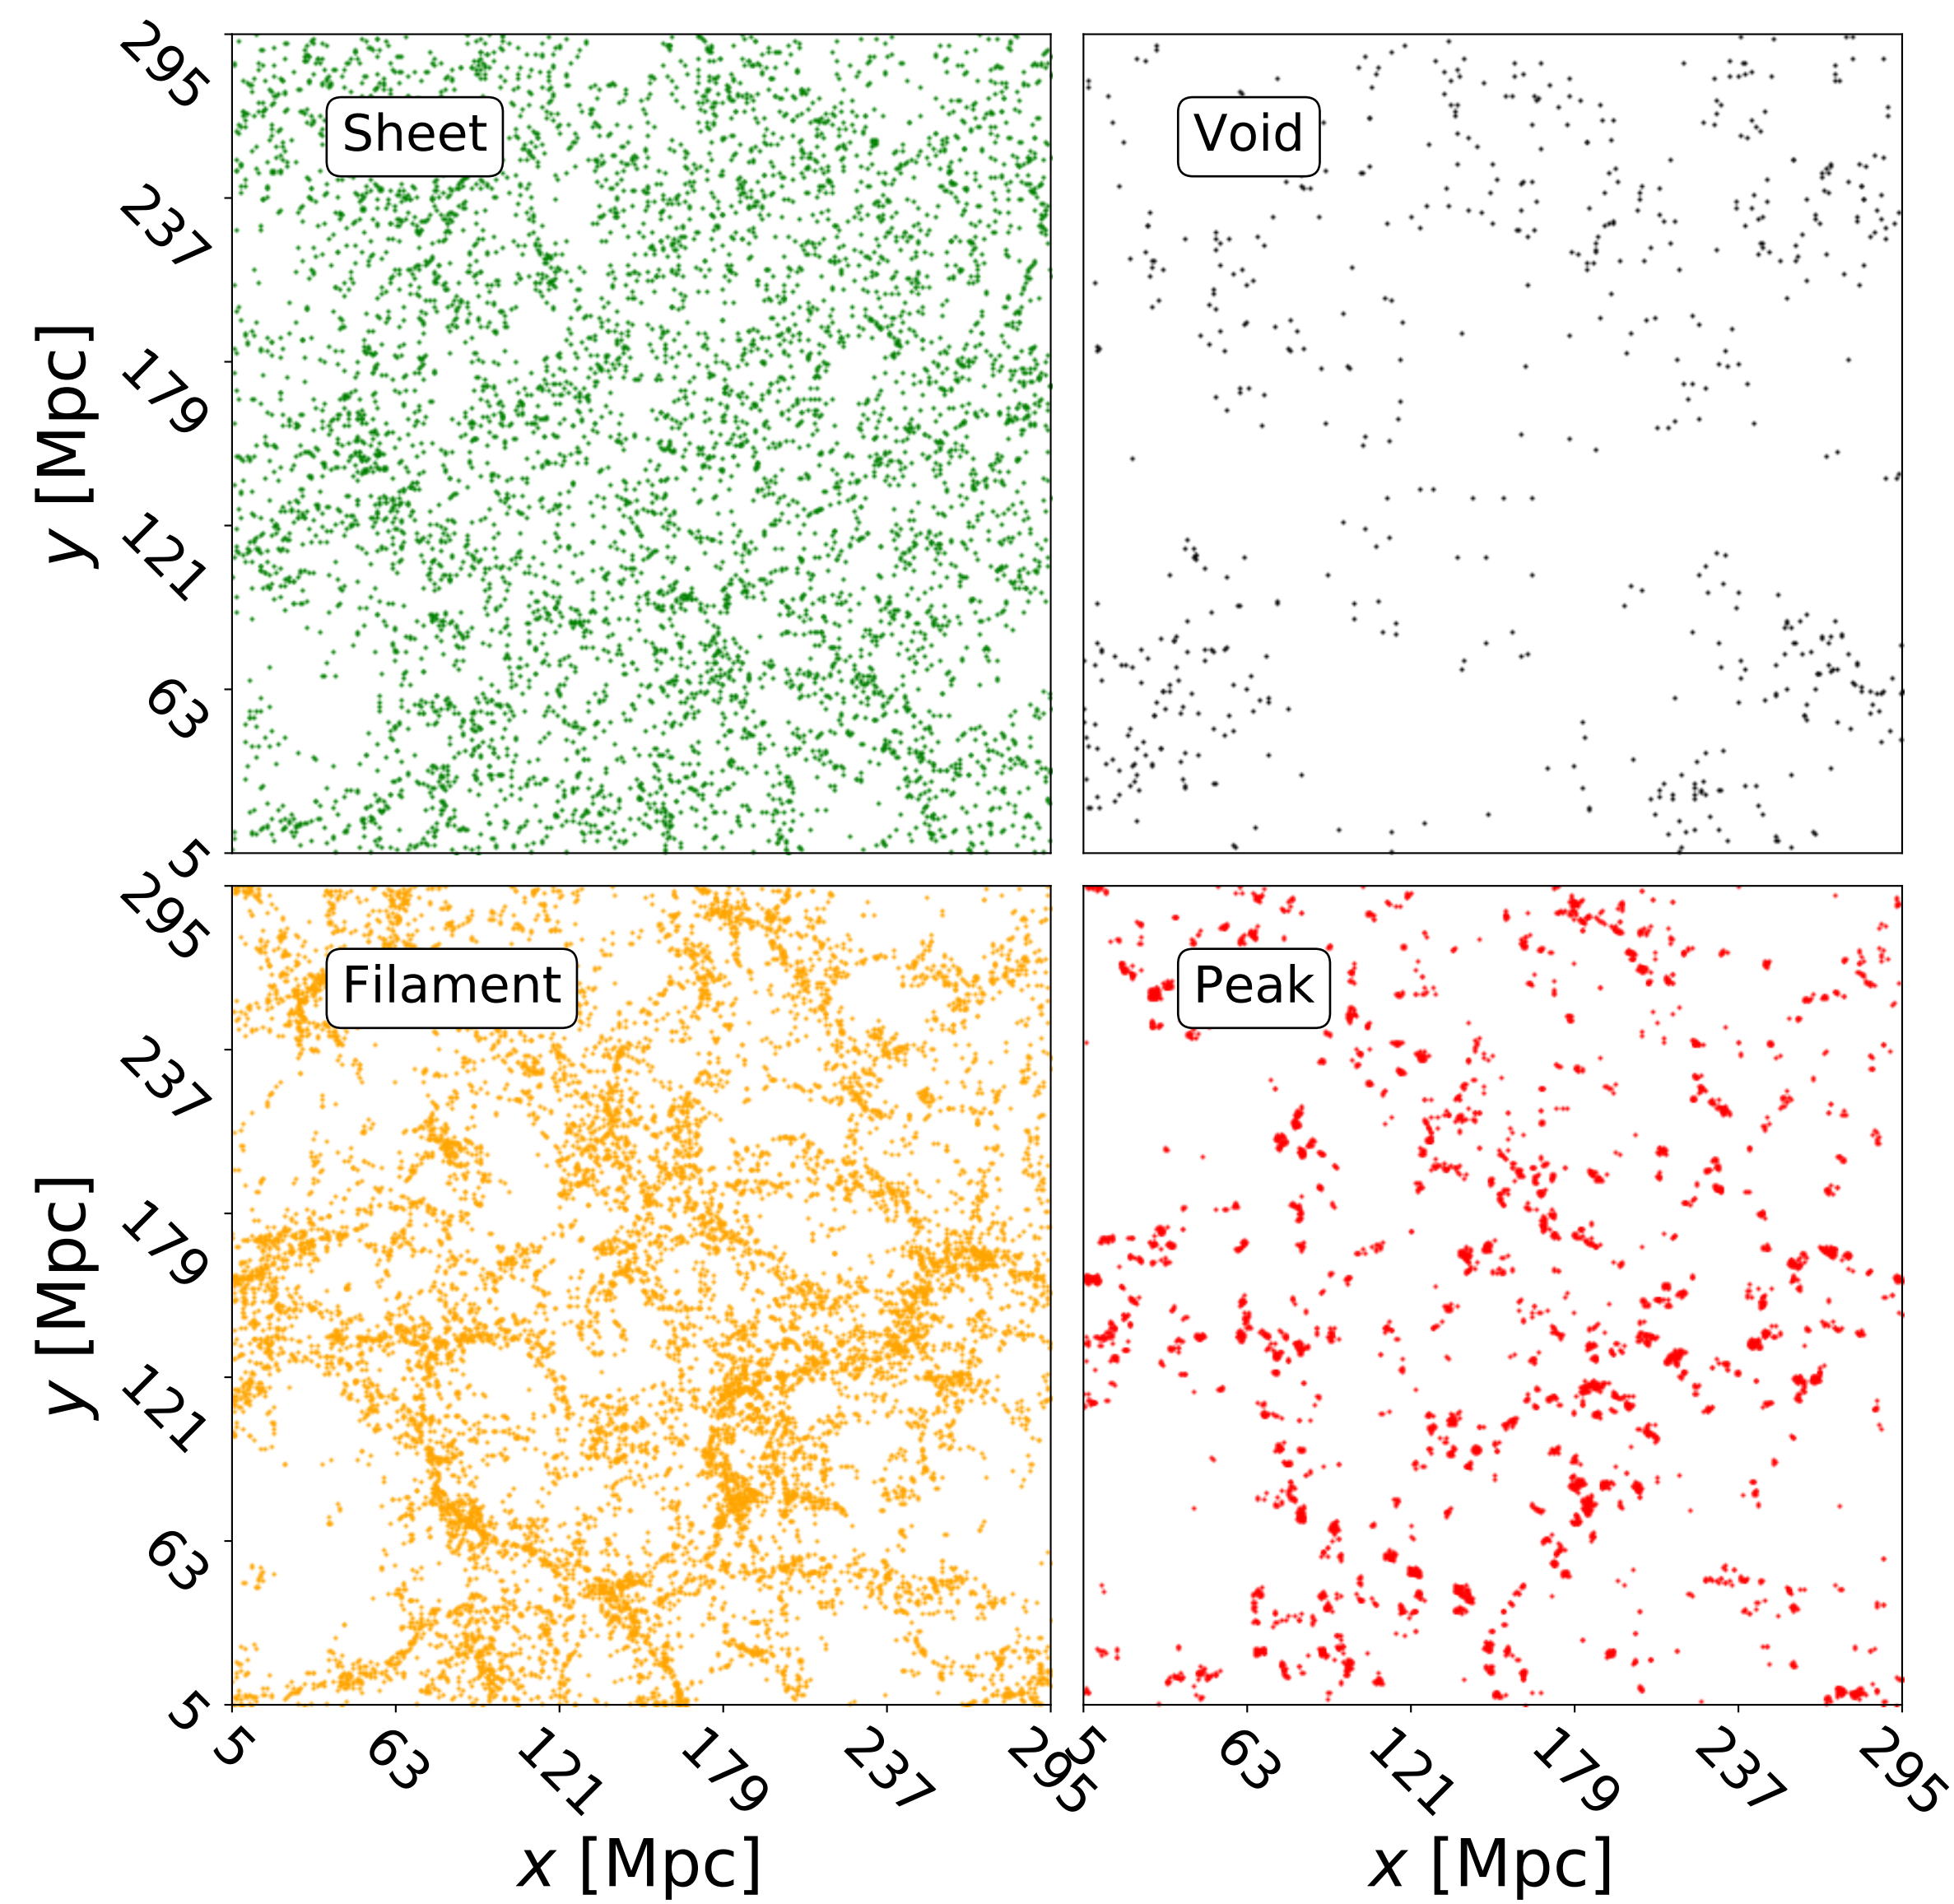 295
Sheet
Void
237
179
y [Mpc]
121
63
5
295
Filament
Peak
237
179
y [Mpc]
121
63
5
5 63 121 179 237 295 5 63 121 179 237 295
x [Mpc] x [Mpc]